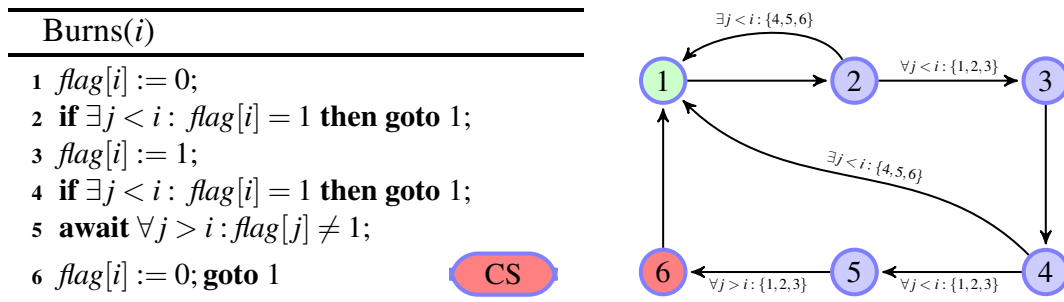 Burns(i)
1 flag[i] := 0;
2 if ∃j < i : flag[i] = 1 then goto 1;
3 flag[i] := 1;
4 if ∃j < i : flag[i] = 1 then goto 1;
5 await ∀j > i : flag[j] ≠ 1;
6 flag[i] := 0; goto 1
CS
∃j < i : {4,5,6}
1
2
∀j < i : {1,2,3}
3
∃j < i : {4,5,6}
6
∀j > i : {1,2,3}
5
∀j < i : {1,2,3}
4